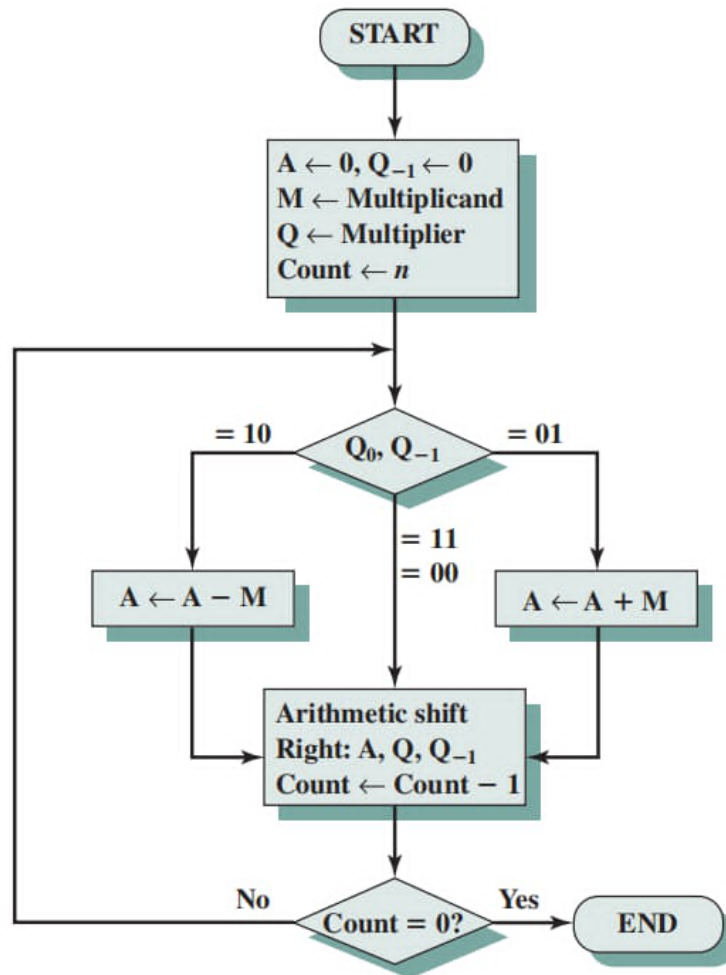 START
A ← 0, Q₋₁ ← 0
M ← Multiplicand
Q ← Multiplier
Count ← n
= 10
Q₀, Q₋₁
= 01
= 11
= 00
A ← A − M
A ← A + M
Arithmetic shift
Right: A, Q, Q₋₁
Count ← Count − 1
No
Count = 0?
Yes
END